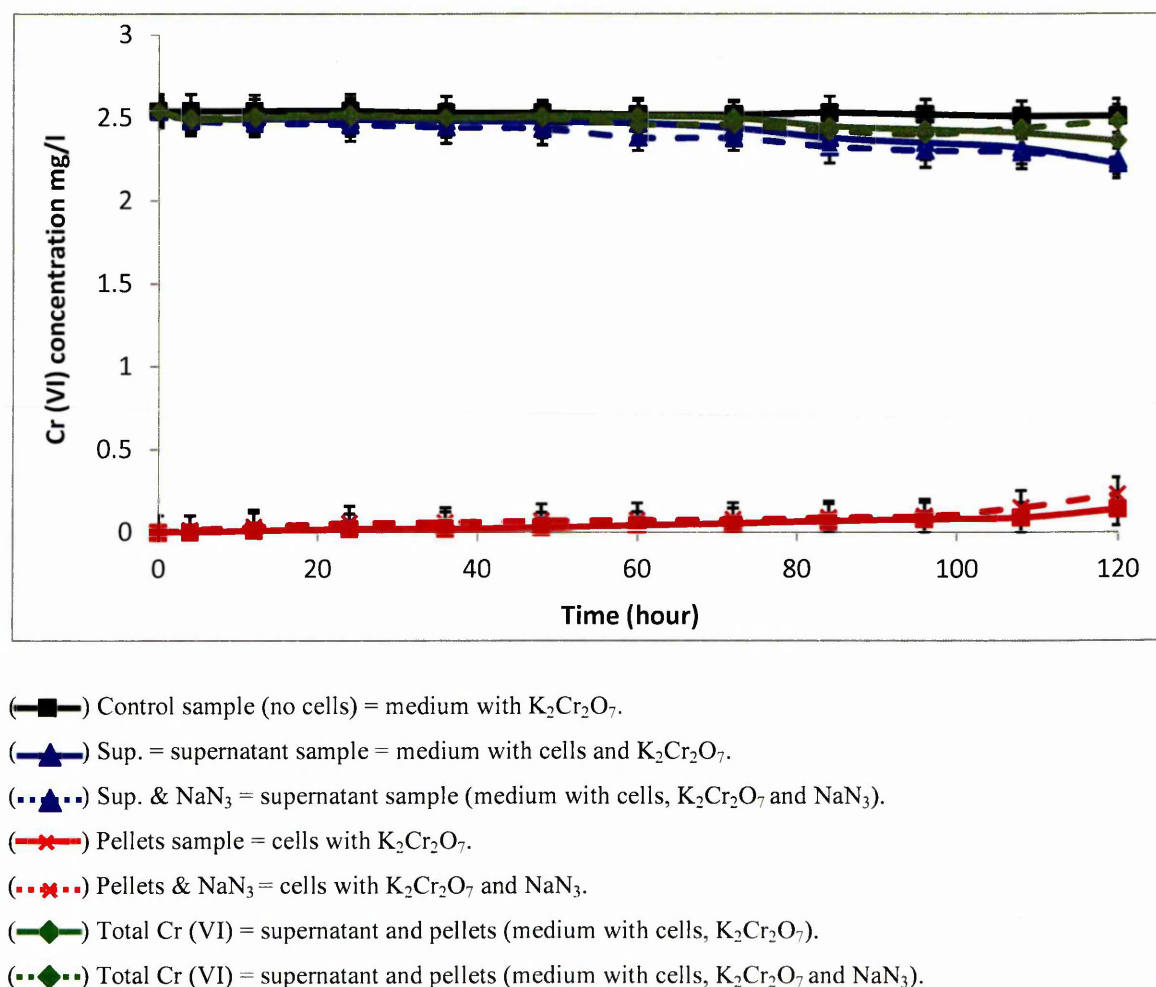 3
2.5
2
1.5
1
0.5
0
Cr (VI) concentration mg/l
0 20 40 60 80 100 120
Time (hour)
(■) Control sample (no cells) = medium with K₂Cr₂O₇.
(▲) Sup. = supernatant sample = medium with cells and K₂Cr₂O₇.
(▲) Sup. & NaN₃ = supernatant sample (medium with cells, K₂Cr₂O₇ and NaN₃).
(×) Pellets sample = cells with K₂Cr₂O₇.
(×) Pellets & NaN₃ = cells with K₂Cr₂O₇ and NaN₃.
(◆) Total Cr (VI) = supernatant and pellets (medium with cells, K₂Cr₂O₇).
(◆) Total Cr (VI) = supernatant and pellets (medium with cells, K₂Cr₂O₇ and NaN₃).